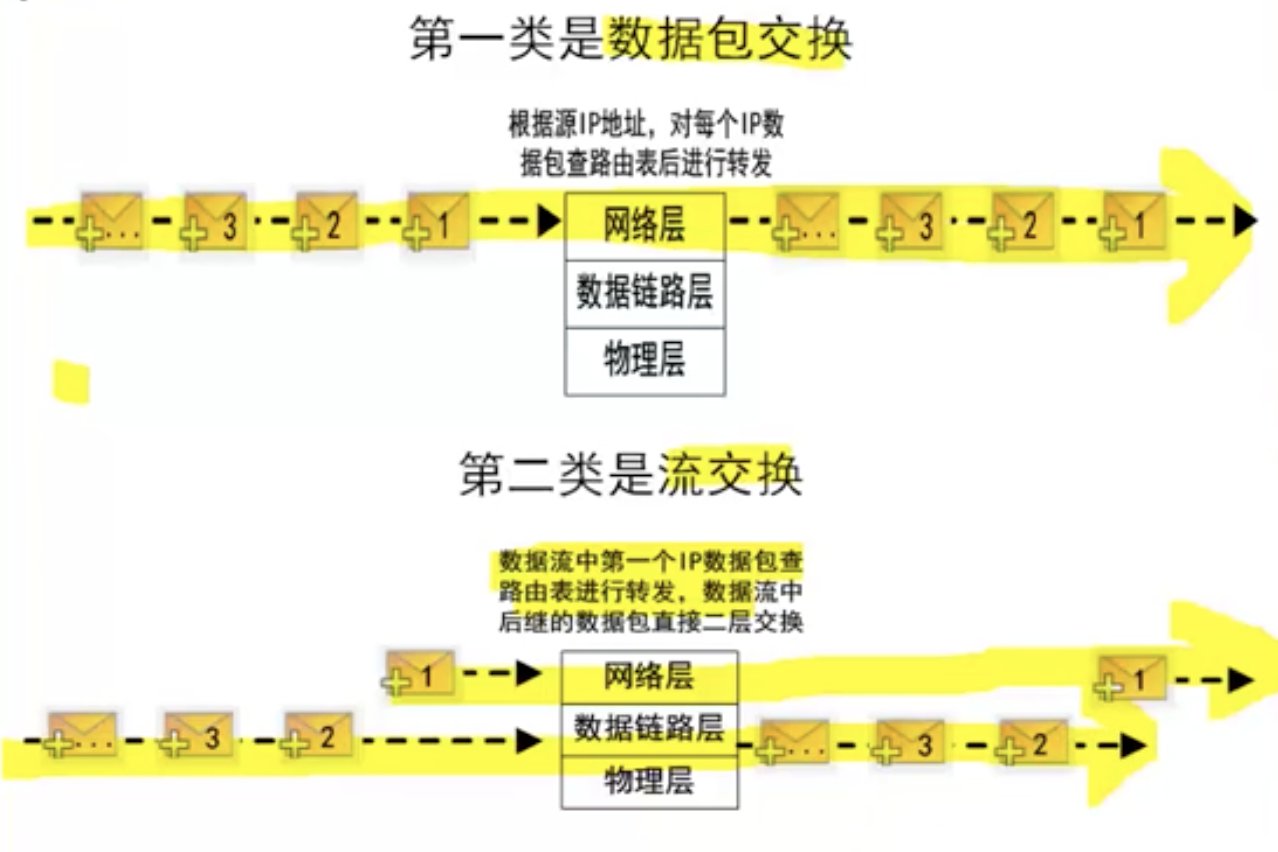 第一类是数据包交换
根据源IP地址，对每个IP数
据包查路由表后进行转发
... 3 2 1 网络层 ... 3 2 1
数据链路层
物理层
第二类是流交换
数据流中第一个IP数据包查
路由表进行转发，数据流中
后继的数据包直接二层交换
1 网络层 1
... 3 2 数据链路层 ... 3 2
物理层